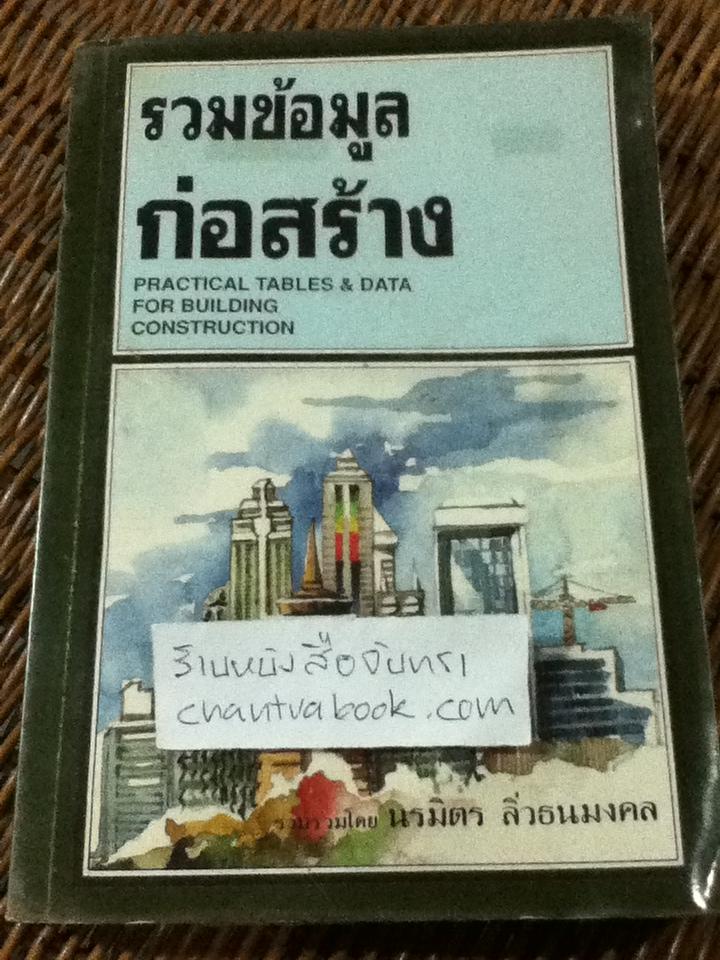 รวมข้อมูล
ก่อสร้าง
PRACTICAL TABLES & DATA
FOR BUILDING
CONSTRUCTION
ร้านหนังสือจันทรา
chantrabook.com
รวบรวมโดย นรมิตร ลิ่วธนมงคล